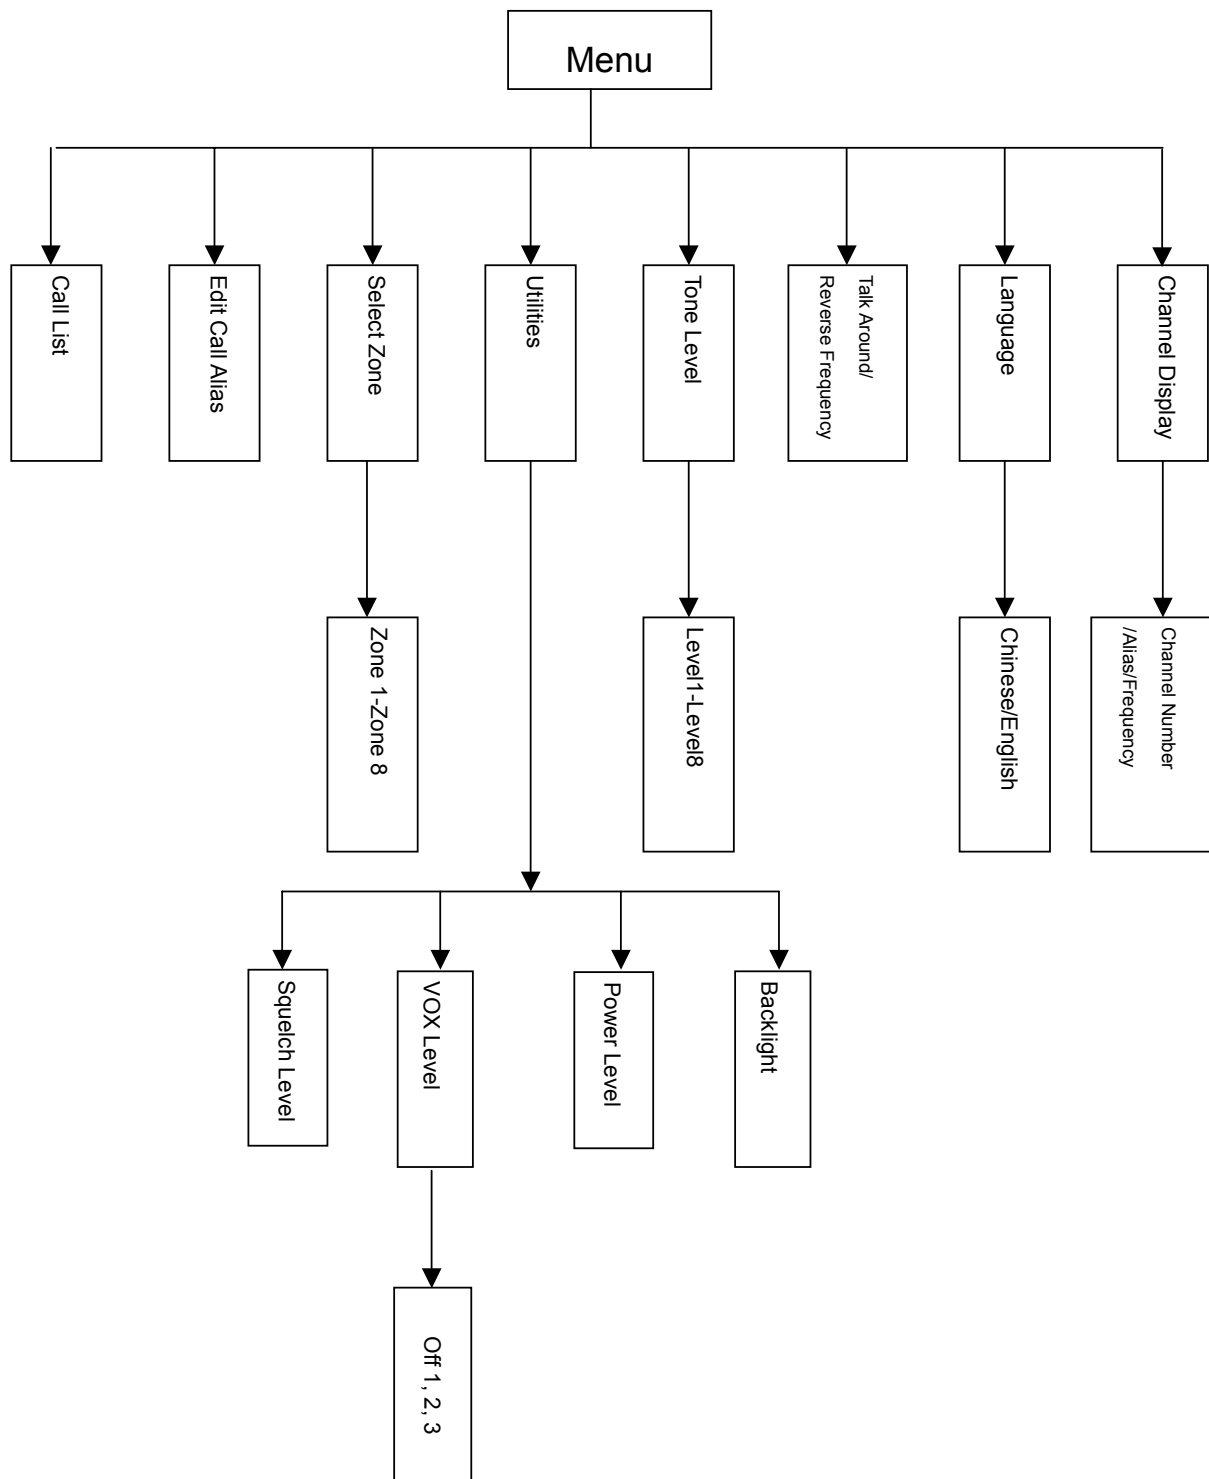 Menu
Call List
Edit Call Alias
Select Zone
Utilities
Tone Level
Talk Around/
Reverse Frequency
Language
Channel Display
Zone 1-Zone 8
Level1-Level8
Chinese/English
Channel Number
/Alias/Frequency
Squelch Level
VOX Level
Power Level
Backlight
Off 1, 2, 3